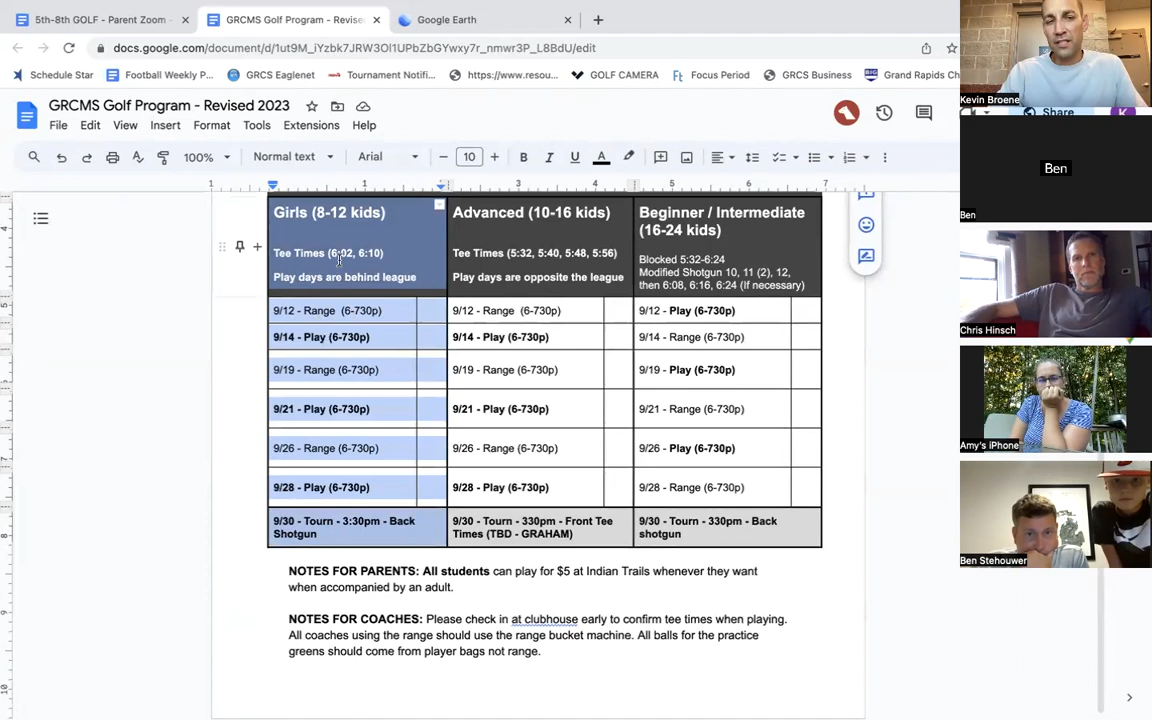 5th-8th GOLF - Parent Zoom
GRCMS Golf Program - Revise
Google Earth
docs.google.com/document/d/1ut9M_iYzbk7JRW3Ol1UPbZbGYwxy7r_nmwr3P_L8BdU/edit
Schedule Star
Football Weekly P...
GRCS Eaglenet
Tournament Notifi...
https://www.resou...
GOLF CAMERA
Focus Period
GRCS Business
Grand Rapids Ch
GRCMS Golf Program - Revised 2023
File Edit View Insert Format Tools Extensions Help
Share
100%
Normal text
Arial
10
Girls (8-12 kids)
Tee Times (6:02, 6:10)
Play days are behind league
Advanced (10-16 kids)
Tee Times (5:32, 5:40, 5:48, 5:56)
Play days are opposite the league
Beginner / Intermediate
(16-24 kids)
Blocked 5:32-6:24
Modified Shotgun 10, 11 (2), 12,
then 6:08, 6:16, 6:24 (If necessary)
9/12 - Range (6-730p)
9/12 - Range (6-730p)
9/12 - Play (6-730p)
9/14 - Play (6-730p)
9/14 - Play (6-730p)
9/14 - Range (6-730p)
9/19 - Range (6-730p)
9/19 - Range (6-730p)
9/19 - Play (6-730p)
9/21 - Play (6-730p)
9/21 - Play (6-730p)
9/21 - Range (6-730p)
9/26 - Range (6-730p)
9/26 - Range (6-730p)
9/26 - Play (6-730p)
9/28 - Play (6-730p)
9/28 - Play (6-730p)
9/28 - Range (6-730p)
9/30 - Tourn - 3:30pm - Back
Shotgun
9/30 - Tourn - 330pm - Front Tee
Times (TBD - GRAHAM)
9/30 - Tourn - 330pm - Back
shotgun
NOTES FOR PARENTS: All students can play for $5 at Indian Trails whenever they want
when accompanied by an adult.
NOTES FOR COACHES: Please check in at clubhouse early to confirm tee times when playing.
All coaches using the range should use the range bucket machine. All balls for the practice
greens should come from player bags not range.
Kevin Broene
Ben
Ben
Chris Hinsch
Amy's iPhone
Ben Stehouwer